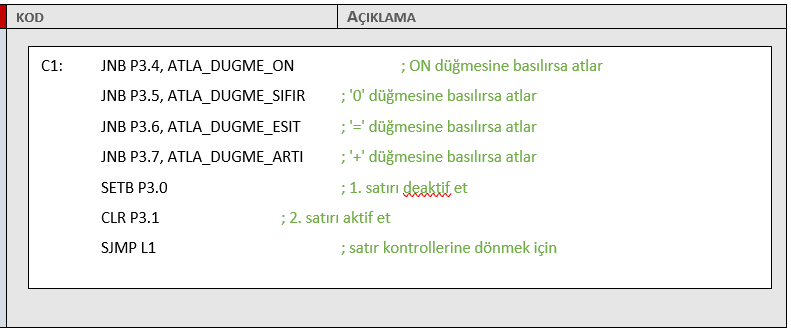 KOD AÇIKLAMA
C1: JNB P3.4, ATLA_DUGME_ON ; ON düğmesine basılırsa atlar
JNB P3.5, ATLA_DUGME_SIFIR ; '0' düğmesine basılırsa atlar
JNB P3.6, ATLA_DUGME_ESIT ; '=' düğmesine basılırsa atlar
JNB P3.7, ATLA_DUGME_ARTI ; '+' düğmesine basılırsa atlar
SETB P3.0 ; 1. satırı deaktif et
CLR P3.1 ; 2. satırı aktif et
SJMP L1 ; satır kontrollerine dönmek için